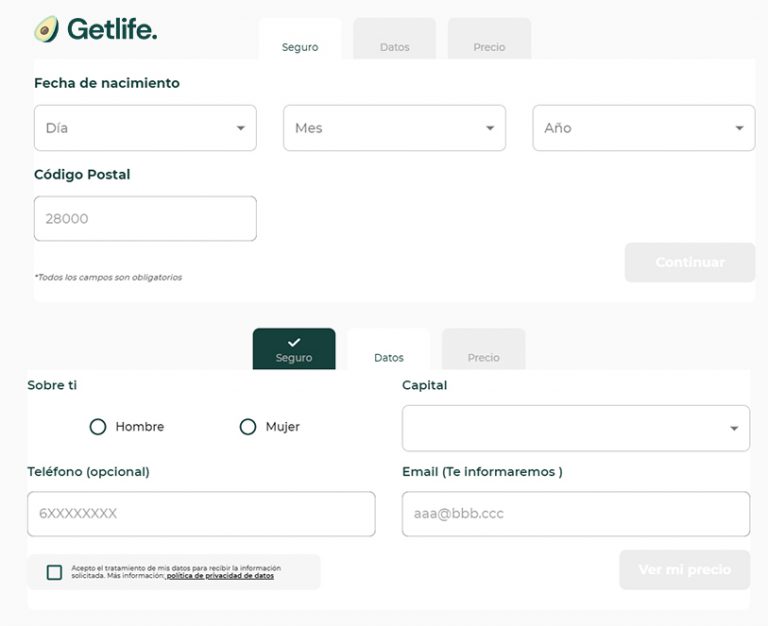 Getlife.
Seguro
Datos
Precio
Fecha de nacimiento
Día
Mes
Año
Código Postal
28000
*Todos los campos son obligatorios
Continuar
Seguro
Datos
Precio
Sobre ti
Capital
Hombre
Mujer
Teléfono (opcional)
Email (Te informaremos )
6XXXXXXXX
aaa@bbb.ccc
Acepto el tratamiento de mis datos para recibir la información
solicitada. Más información: política de privacidad de datos
Ver mi precio